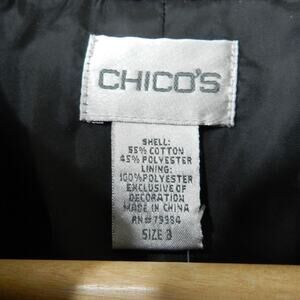 CHICO'S
SHELL:
55% COTTON
45% POLYESTER
LINING:
100% POLYESTER
EXCLUSIVE OF
DECORATION
MADE IN CHINA
RN# 79984
SIZE 3